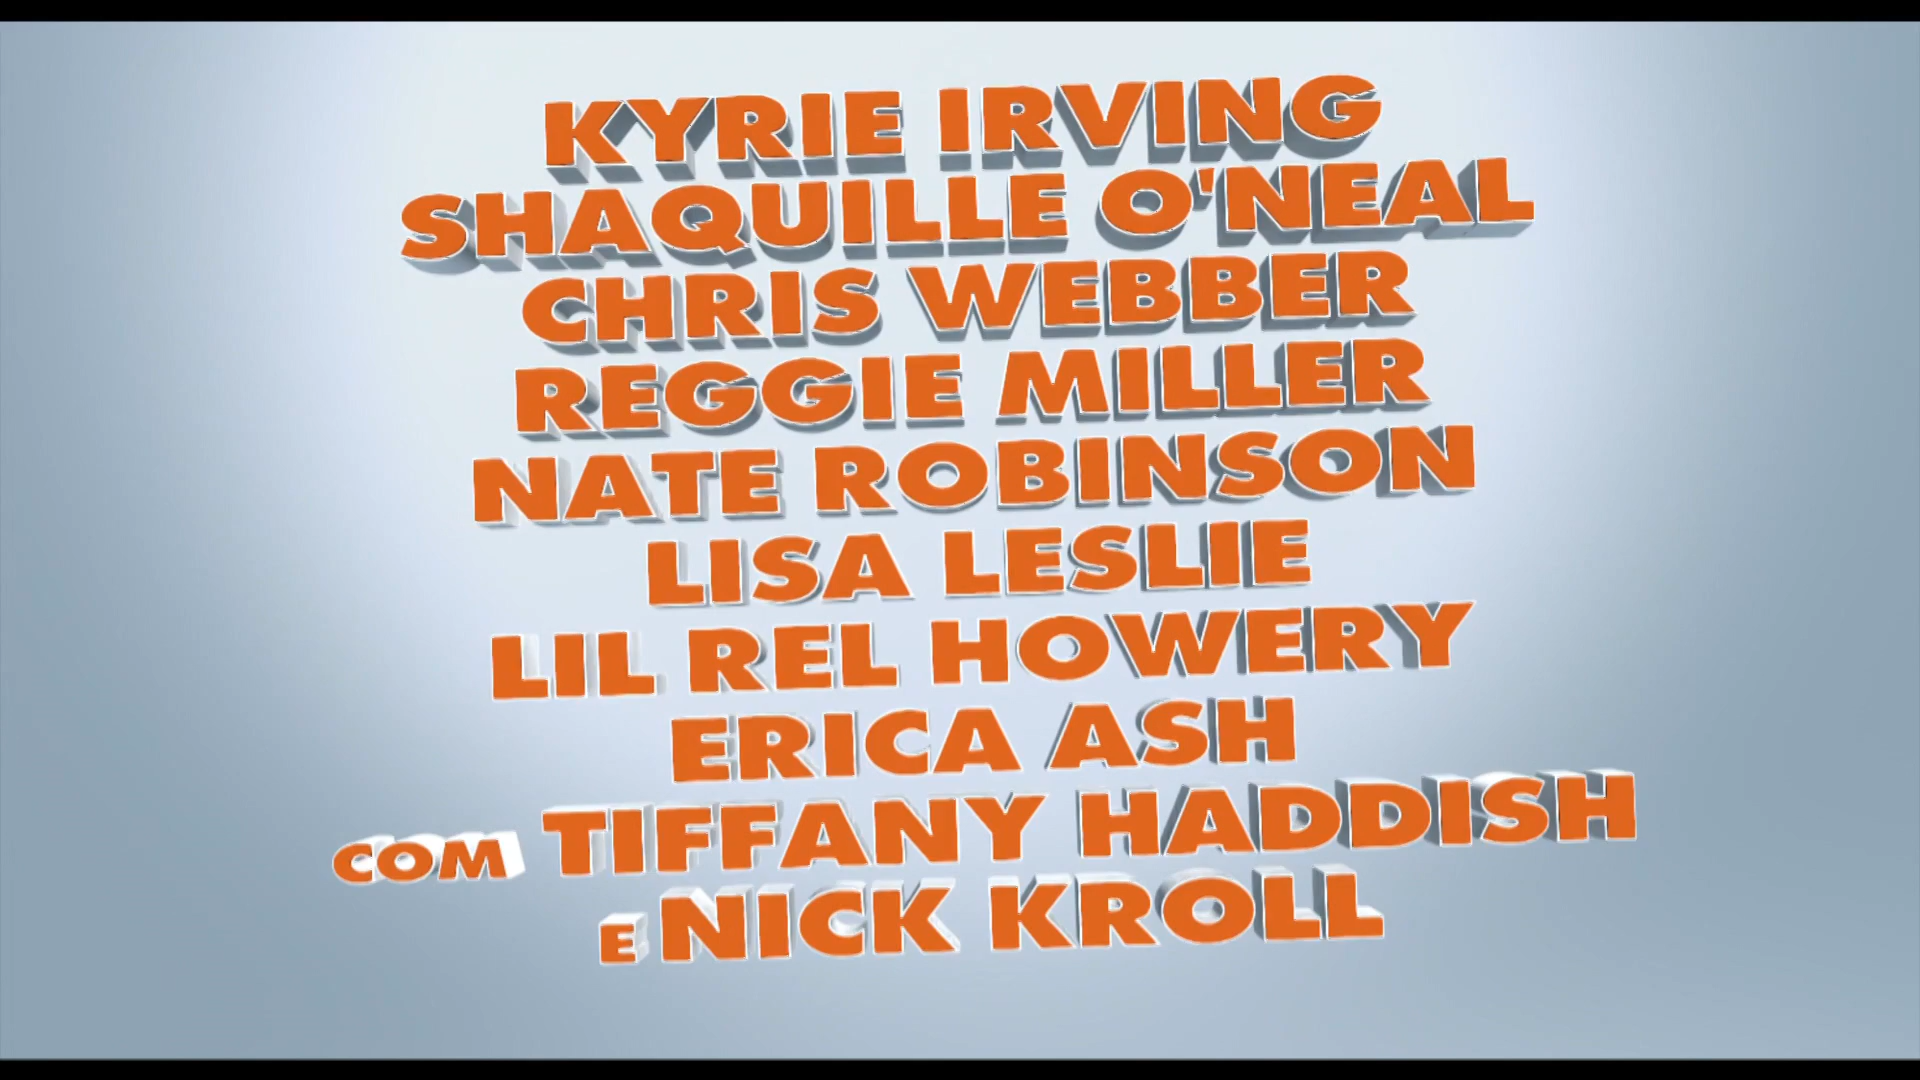 KYRIE IRVING
SHAQUILLE O'NEAL
CHRIS WEBBER
REGGIE MILLER
NATE ROBINSON
LISA LESLIE
LIL REL HOWERY
ERICA ASH
COM TIFFANY HADDISH
E NICK KROLL